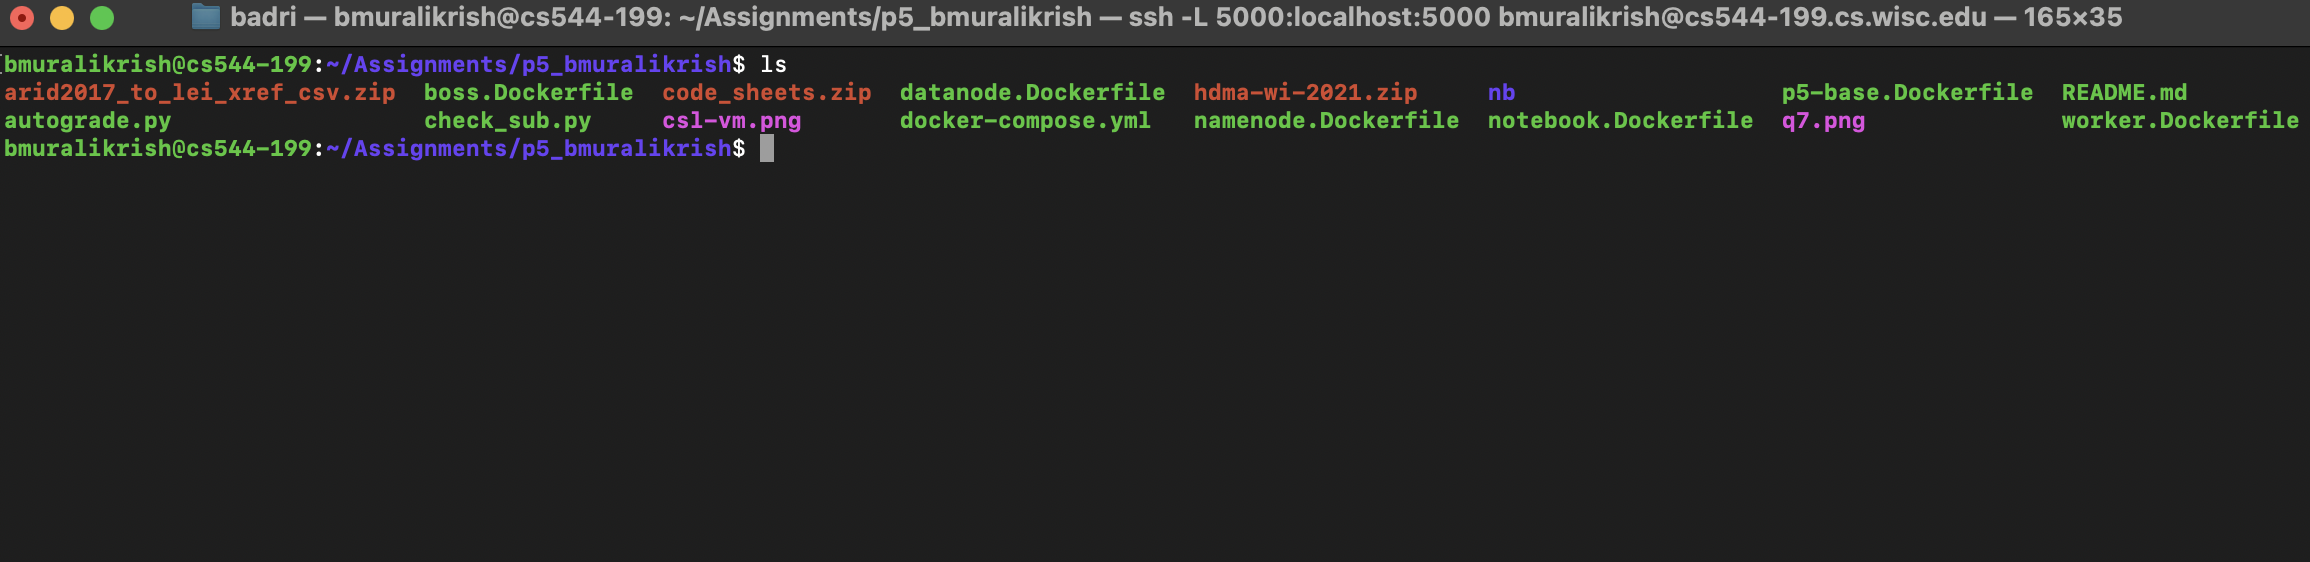 badri — bmuralikrish@cs544-199: ~/Assignments/p5_bmuralikrish — ssh -L 5000:localhost:5000 bmuralikrish@cs544-199.cs.wisc.edu — 165×35
[bmuralikrish@cs544-199:~/Assignments/p5_bmuralikrish$ ls
arid2017_to_lei_xref_csv.zip  boss.Dockerfile  code_sheets.zip  datanode.Dockerfile  hdma-wi-2021.zip     nb                   p5-base.Dockerfile  README.md
autograde.py                  check_sub.py     csl-vm.png       docker-compose.yml   namenode.Dockerfile  notebook.Dockerfile  q7.png              worker.Dockerfile
bmuralikrish@cs544-199:~/Assignments/p5_bmuralikrish$